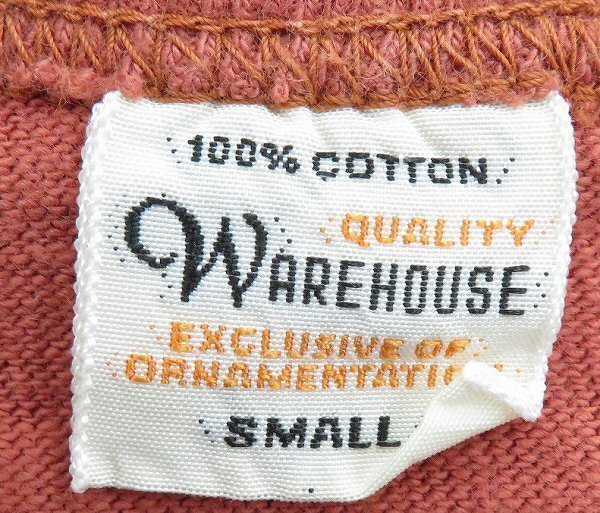 100% COTTON
QUALITY
WAREHOUSE
EXCLUSIVE OF
ORNAMENTATION
SMALL